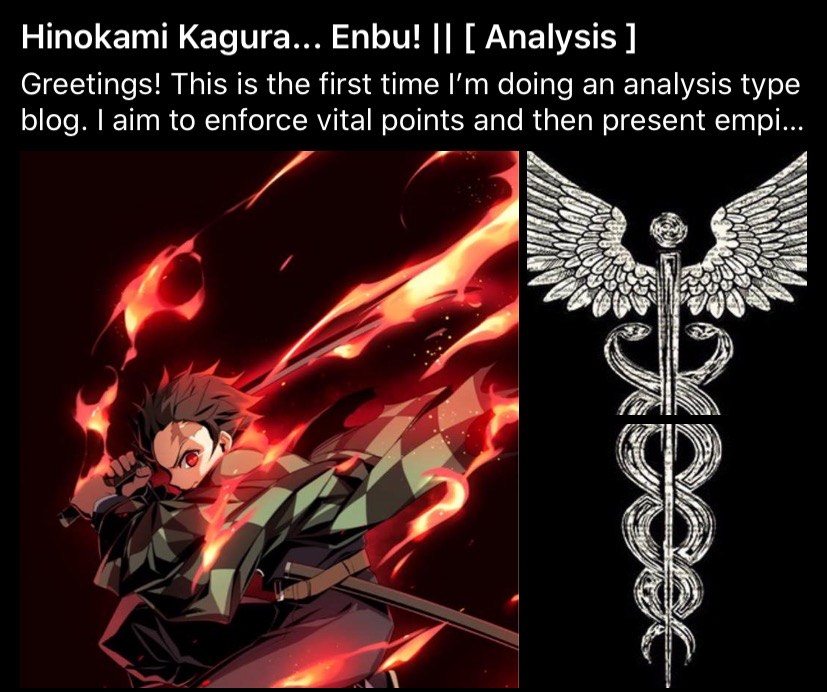 Hinokami Kagura... Enbu! || [ Analysis ]
Greetings! This is the first time I’m doing an analysis type
blog. I aim to enforce vital points and then present empi...